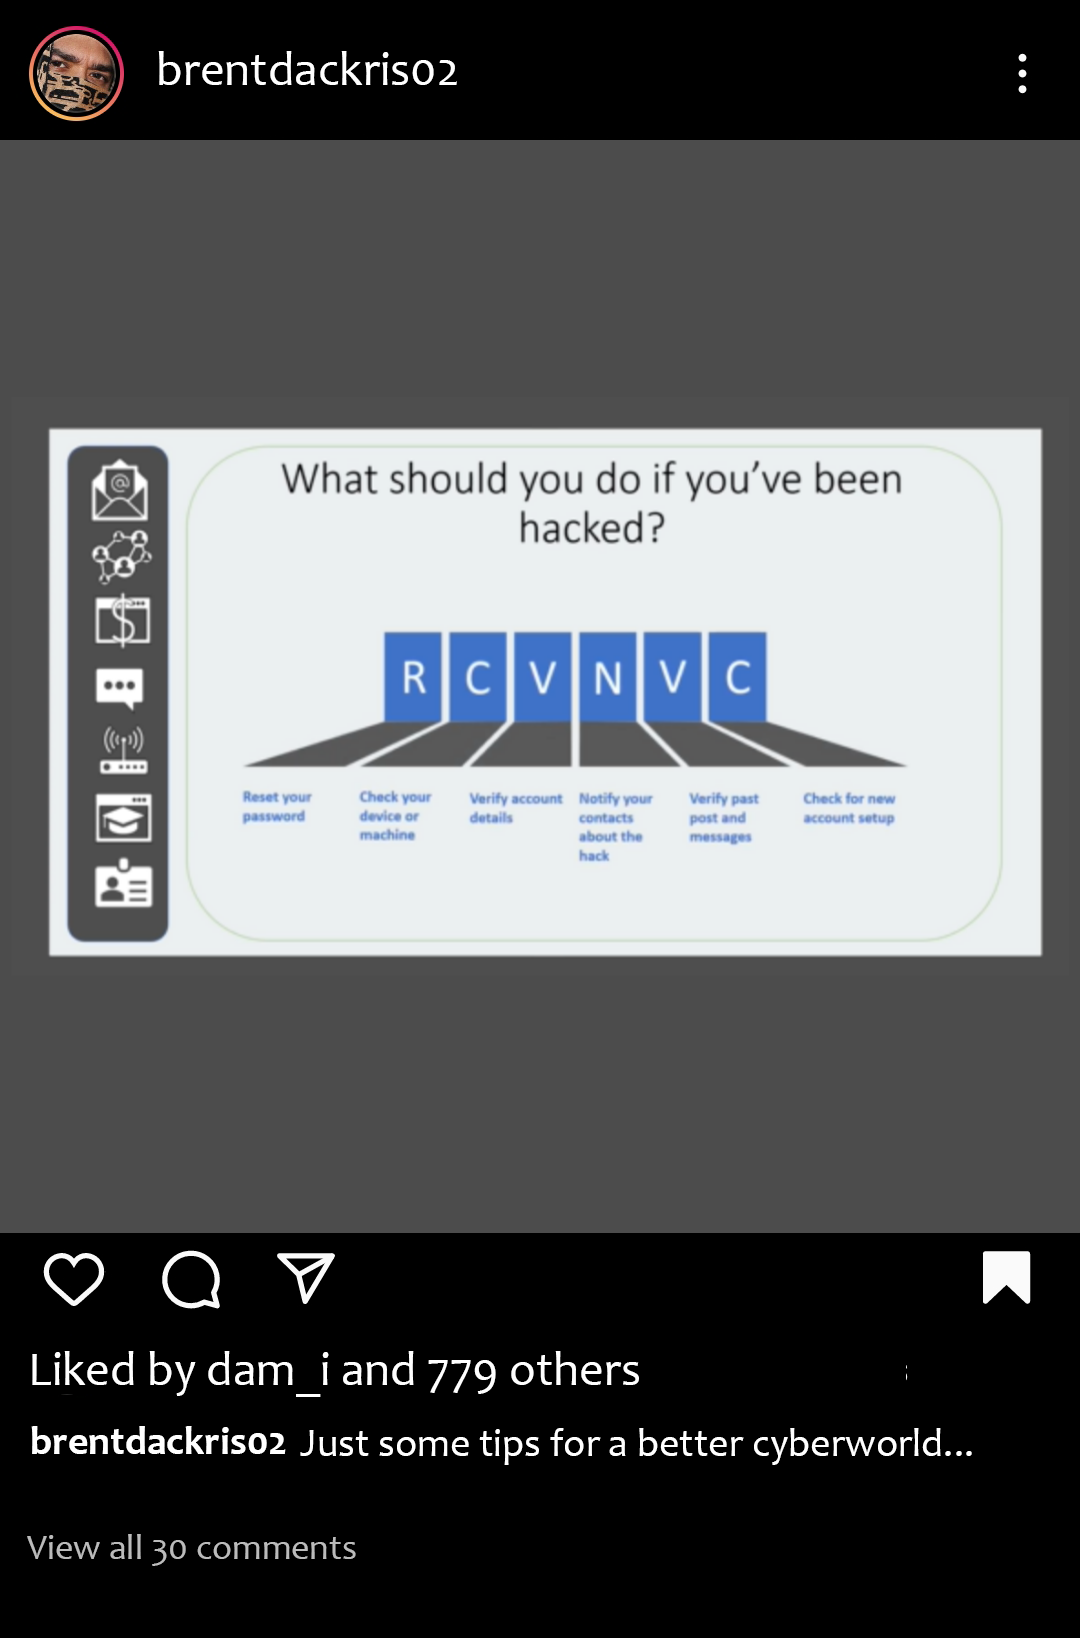 brentdackris02
What should you do if you've been
hacked?
R C V N V C
Reset your
password
Check your
device or
machine
Verify account
details
Notify your
contacts
about the
hack
Verify past
post and
messages
Check for new
account setup
Liked by dam_i and 779 others
brentdackris02 Just some tips for a better cyberworld...
View all 30 comments